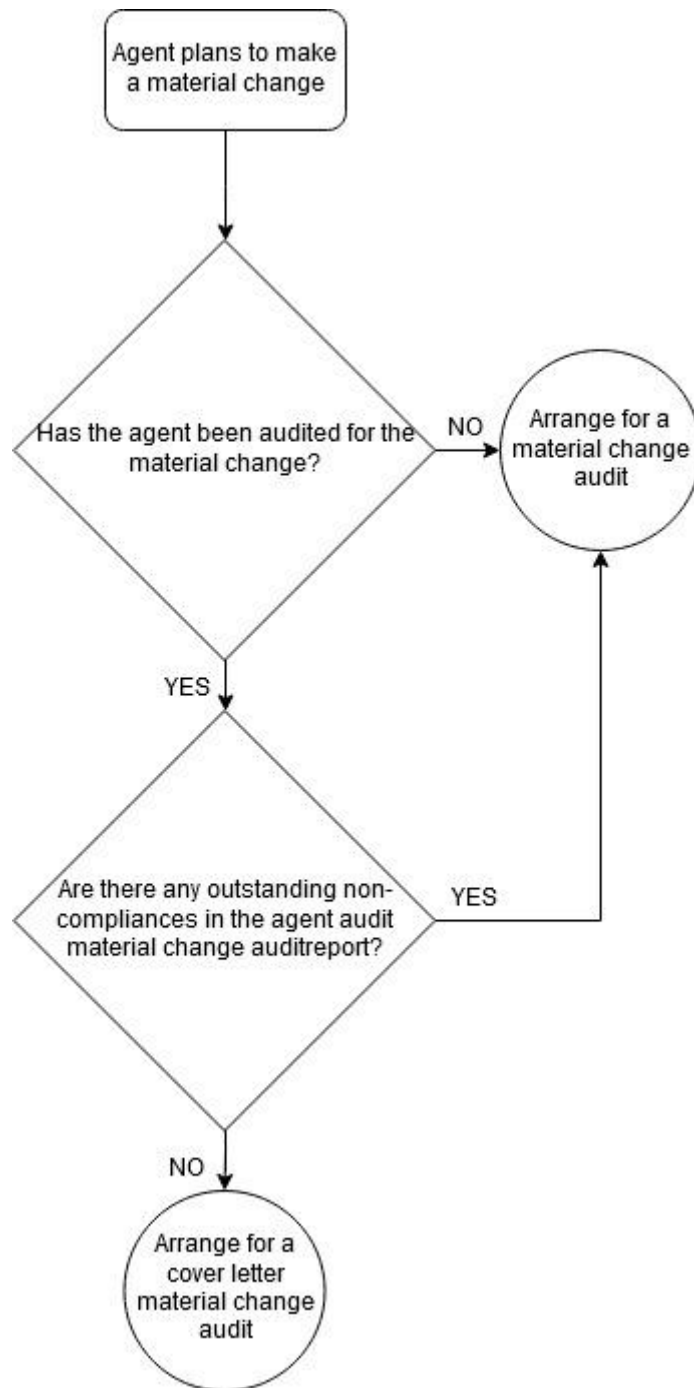 Agent plans to make
a material change
Has the agent been audited for the
material change?
NO
Arrange for a
material change
audit
YES
Are there any outstanding non-
compliances in the agent audit
material change auditreport?
YES
NO
Arrange for a
cover letter
material change
audit